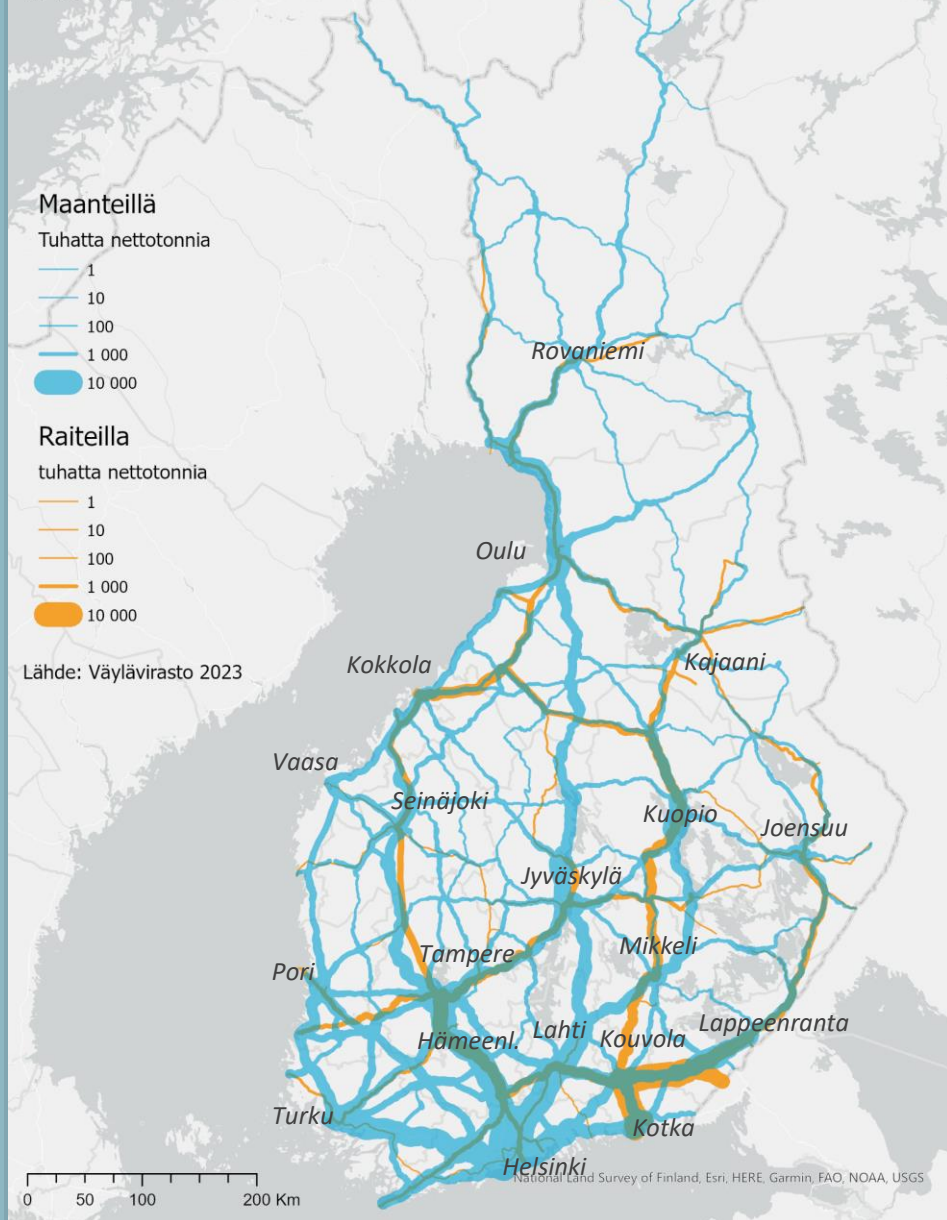 Maanteillä
Tuhatta nettotonnia
1
10
100
1 000
10 000
Raiteilla
tuhatta nettotonnia
1
10
100
1 000
10 000
Lähde: Väylävirasto 2023
Rovaniemi
Oulu
Kajaani
Kokkola
Vaasa
Seinäjoki
Kuopio
Joensuu
Jyväskylä
Tampere
Mikkeli
Pori
Hämeenl.
Lahti
Kouvola
Lappeenranta
Turku
Kotka
Helsinki
National Land Survey of Finland, Esri, HERE, Garmin, FAO, NOAA, USGS
0 50 100 200 Km